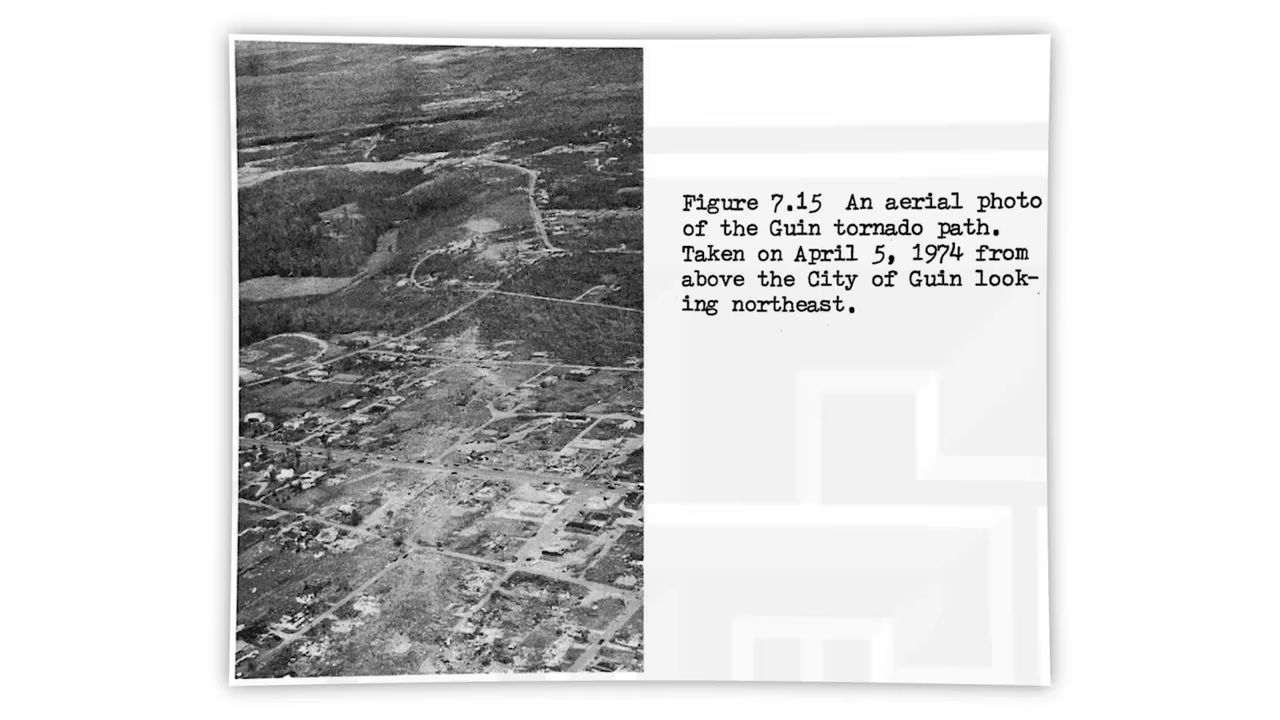 Figure 7.15 An aerial photo
of the Guin tornado path.
Taken on April 5, 1974 from
above the City of Guin look-
ing northeast.